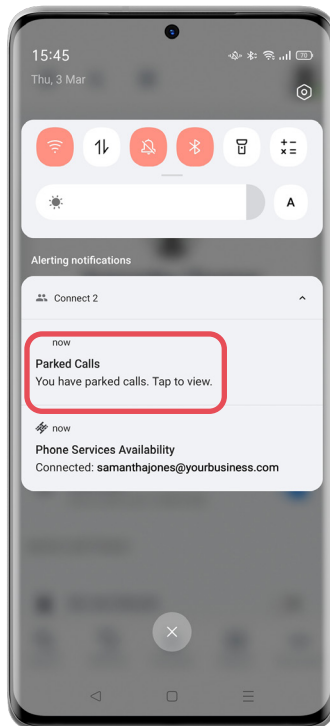 15:45
Thu, 3 Mar
A
Alerting notifications
Connect 2
now
Parked Calls
You have parked calls. Tap to view.
now
Phone Services Availability
Connected: samanthajones@yourbusiness.com